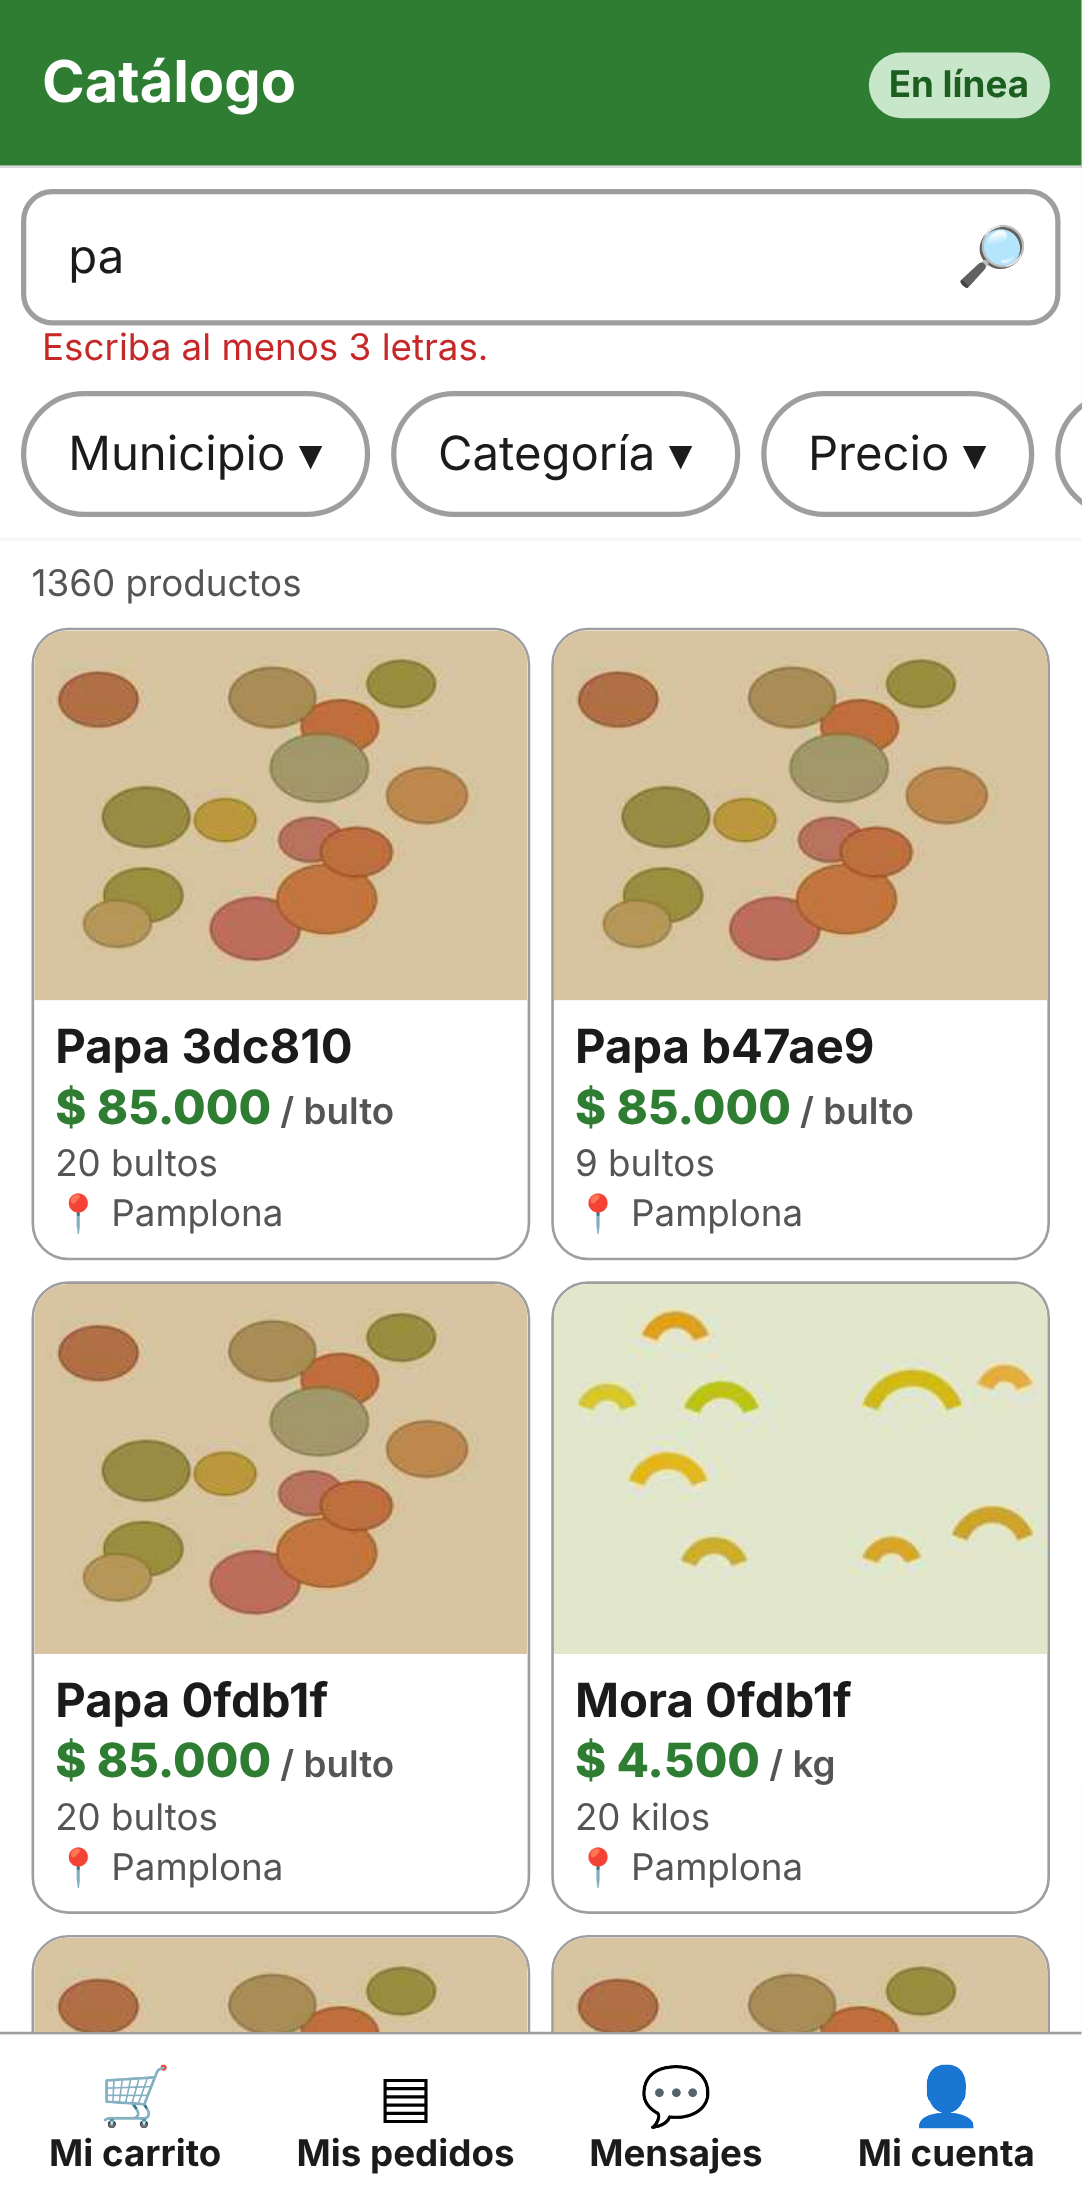 Catálogo
En línea
pa
Escriba al menos 3 letras.
Municipio ▾
Categoría ▾
Precio ▾
1360 productos
Papa 3dc810
$ 85.000 / bulto
20 bultos
Pamplona
Papa b47ae9
$ 85.000 / bulto
9 bultos
Pamplona
Papa 0fdb1f
$ 85.000 / bulto
20 bultos
Pamplona
Mora 0fdb1f
$ 4.500 / kg
20 kilos
Pamplona
Mi carrito
Mis pedidos
Mensajes
Mi cuenta